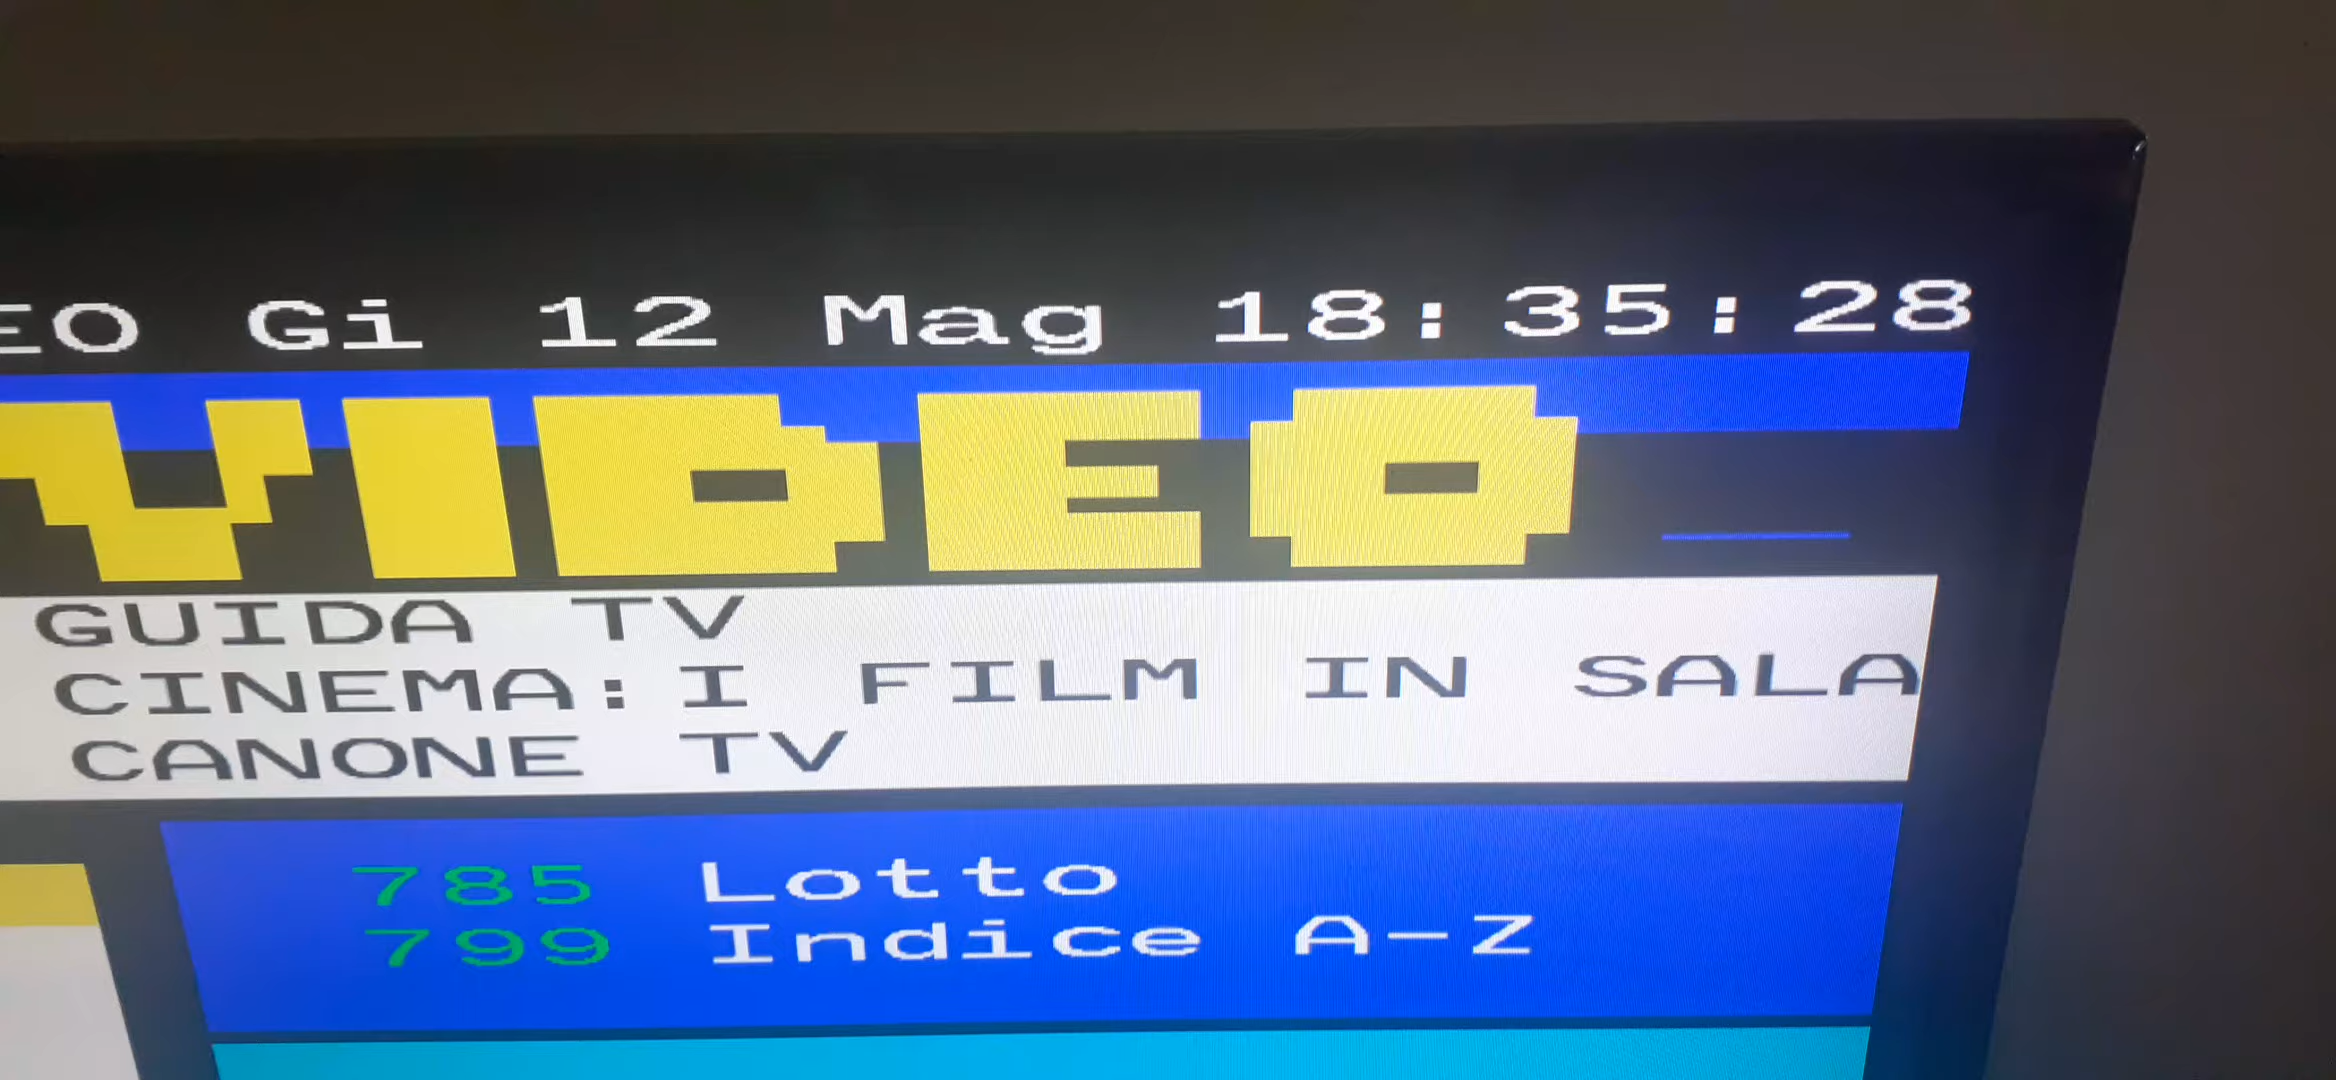 EO Gi 12 Mag 18:35:28
VIDEO
GUIDA TV
CINEMA: I FILM IN SALA
CANONE TV
785 Lotto
799 Indice A-Z